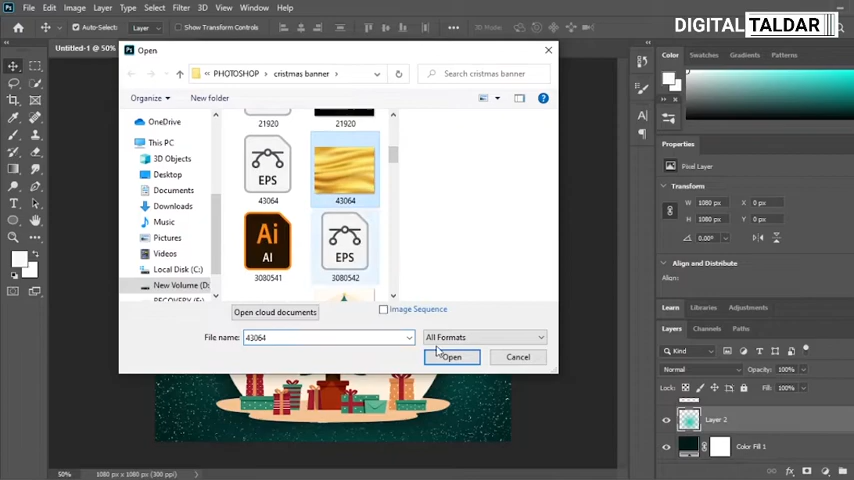 File Edit Image Layer Type Select Filter 3D View Window Help
DIGITAL TALDAR
Auto-Select: Layer Show Transform Controls
3D Mode:
Untitled-1 @ 50%
Open
« PHOTOSHOP › cristmas banner ›
Search cristmas banner
Organize New folder
OneDrive
This PC
3D Objects
Desktop
Documents
Downloads
Music
Pictures
Videos
Local Disk (C:)
New Volume (D:
21920 21920
EPS
43064 43064
Ai EPS
AI
3080541 3080542
Open cloud documents
Image Sequence
File name: 43064
All Formats
Open Cancel
Color Swatches Gradients Patterns
Properties
Pixel Layer
Transform
W 1080 px X 0 px
H 1080 px Y 0 px
0.00°
Align and Distribute
Align:
Learn Libraries Adjustments
Layers Channels Paths
Kind
Normal Opacity: 100%
Lock: Fill: 100%
Layer 2
Color Fill 1
50% 1080 px x 1080 px (300 ppi)